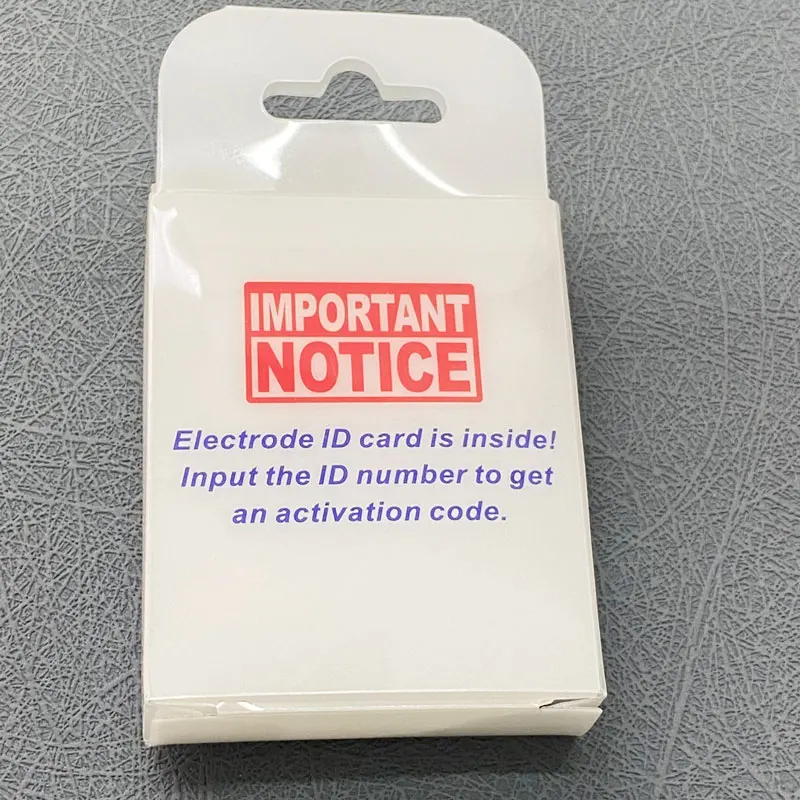 IMPORTANT
NOTICE
Electrode ID card is inside!
Input the ID number to get
an activation code.